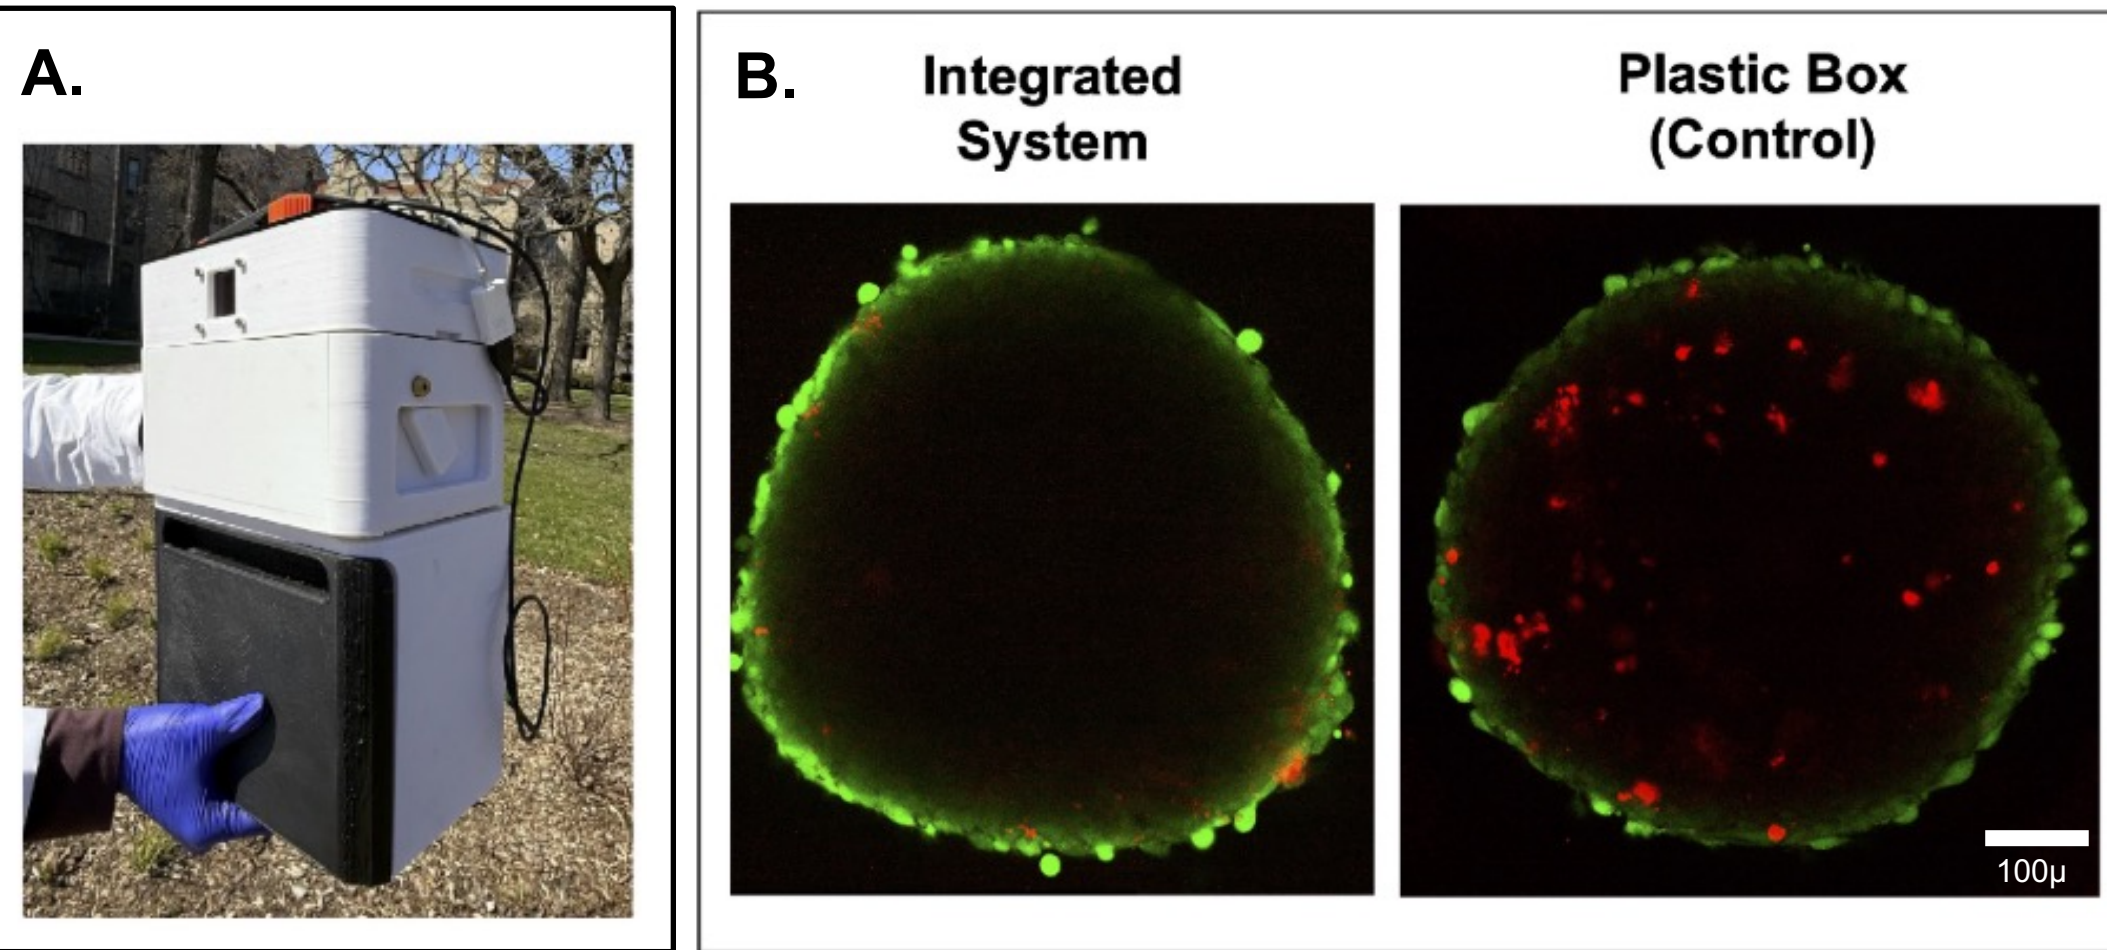 A.
B.
Integrated
System
Plastic Box
(Control)
100µ